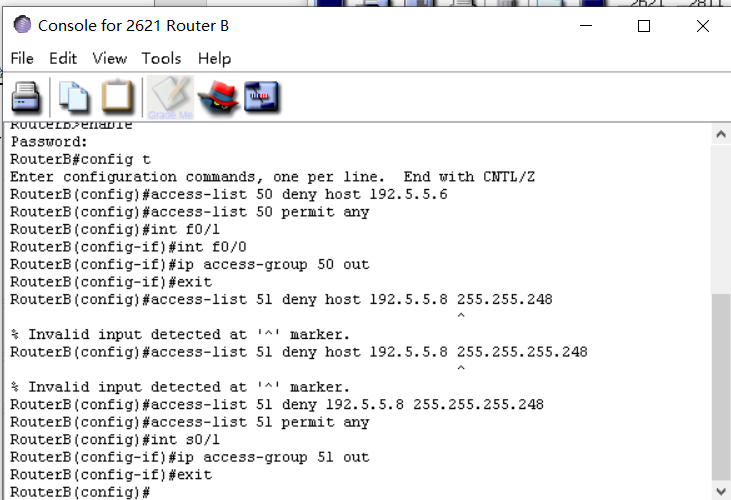 2621 2811
Console for 2621 Router B
File Edit View Tools Help
Grade Me
RouterB>enable
Password:
RouterB#config t
Enter configuration commands, one per line.  End with CNTL/Z
RouterB(config)#access-list 50 deny host 192.5.5.6
RouterB(config)#access-list 50 permit any
RouterB(config)#int f0/1
RouterB(config-if)#int f0/0
RouterB(config-if)#ip access-group 50 out
RouterB(config-if)#exit
RouterB(config)#access-list 51 deny host 192.5.5.8 255.255.248
^
% Invalid input detected at '^' marker.
RouterB(config)#access-list 51 deny host 192.5.5.8 255.255.255.248
^
% Invalid input detected at '^' marker.
RouterB(config)#access-list 51 deny 192.5.5.8 255.255.255.248
RouterB(config)#access-list 51 permit any
RouterB(config)#int s0/1
RouterB(config-if)#ip access-group 51 out
RouterB(config-if)#exit
RouterB(config)#